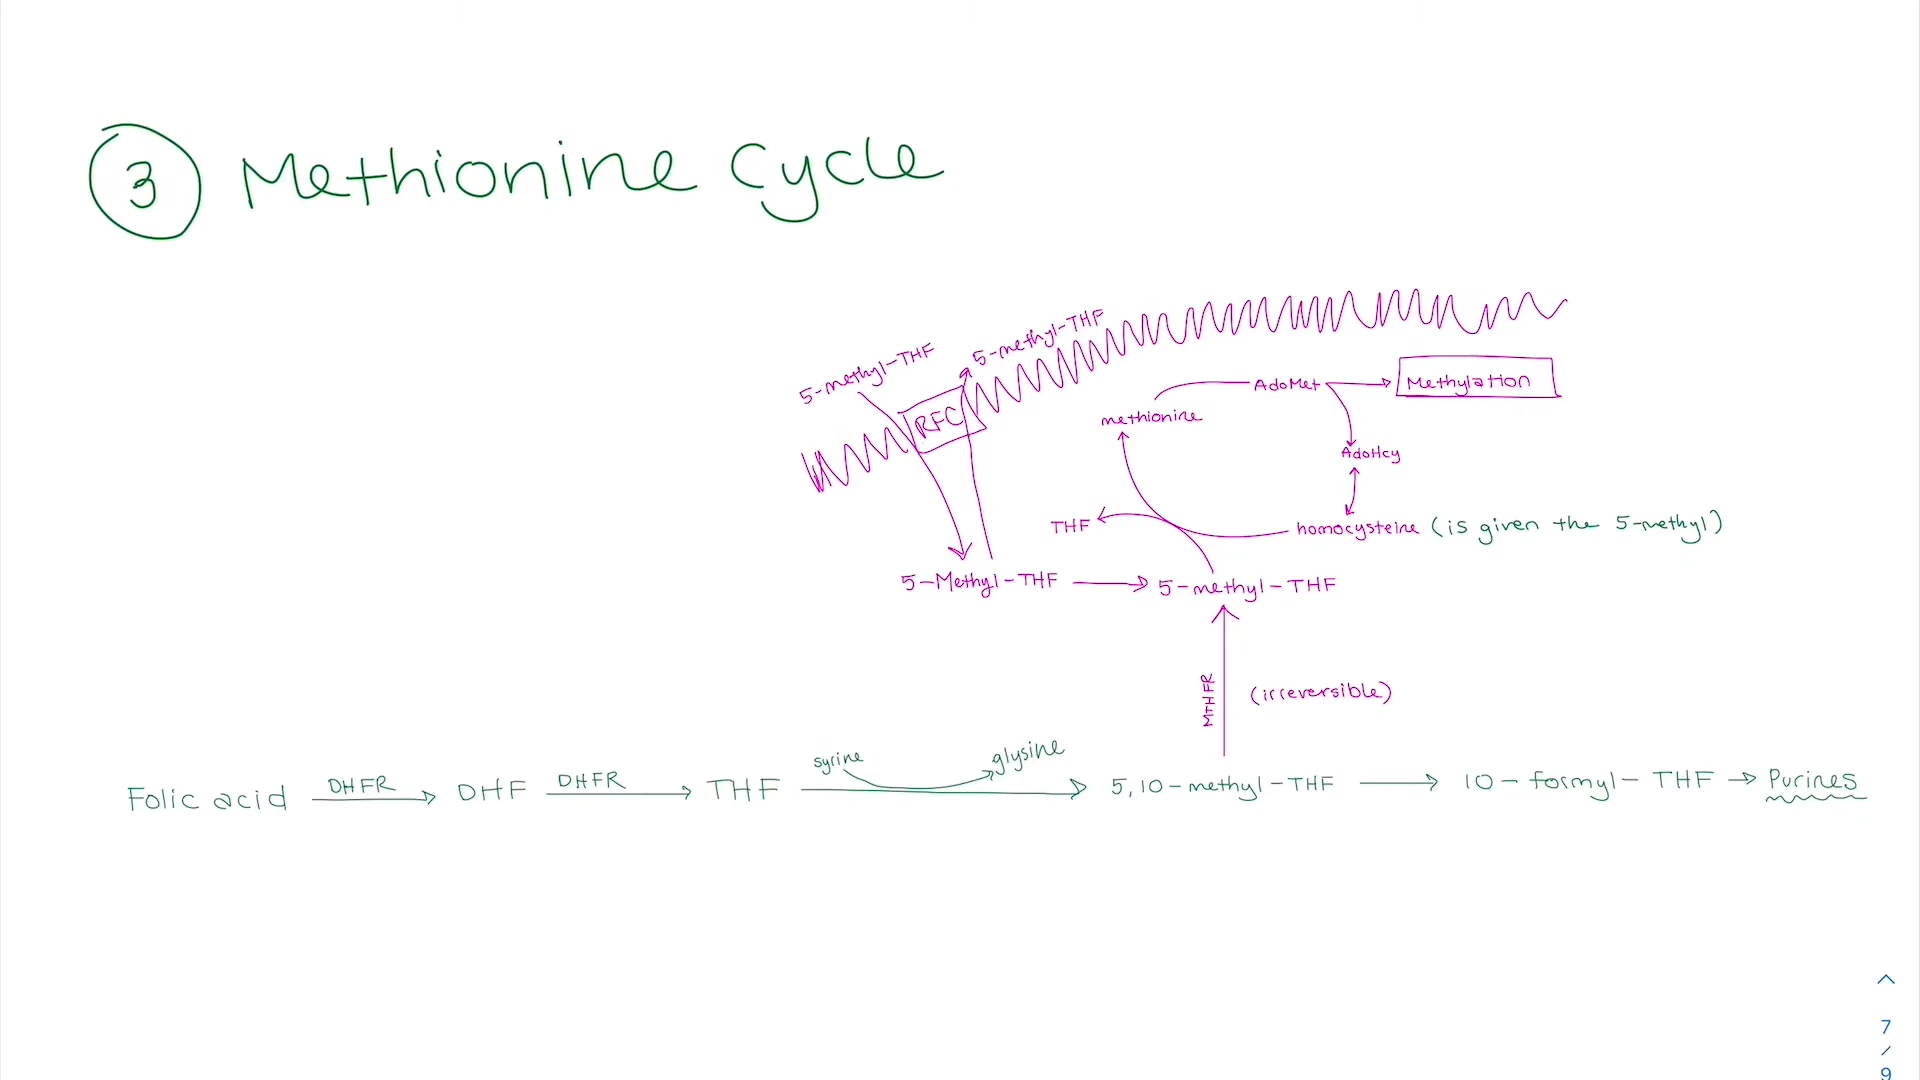 3 Methionine Cycle
5-methyl-THF
5-methyl-THF
RFC
AdoMet
Methylation
methionine
AdoHcy
THF
homocysteine (is given the 5-methyl)
5-Methyl-THF
5-methyl-THF
MTHFR
(irreversible)
syrine
glysine
Folic acid DHFR DHF DHFR THF 5,10-methyl-THF 10-formyl-THF Purines
7
/
9